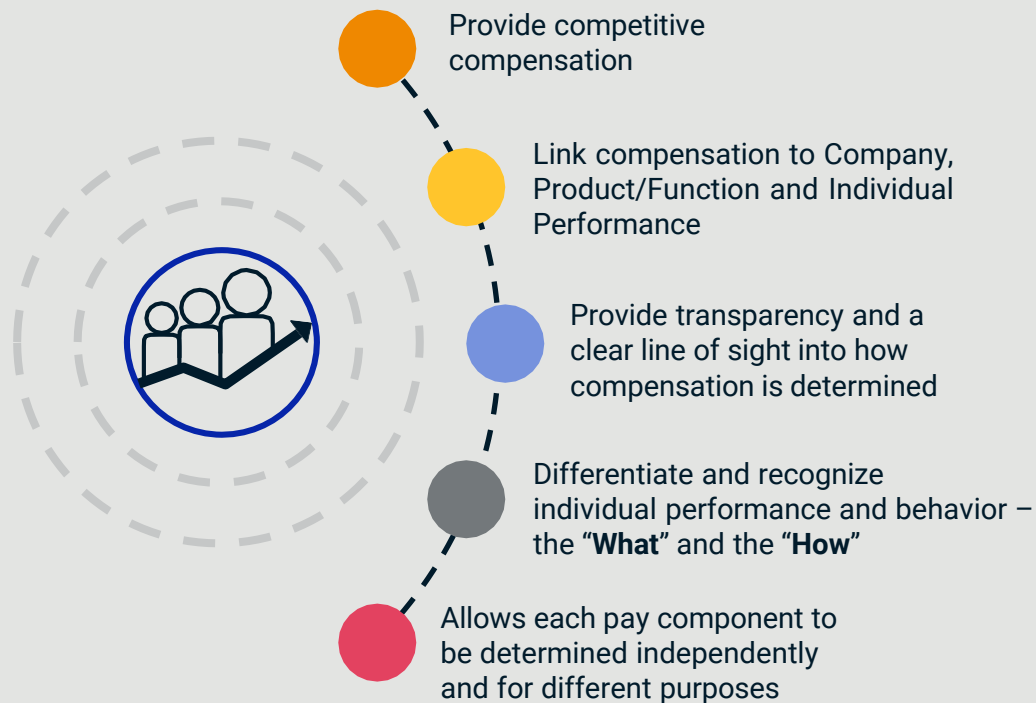 Provide competitive
compensation
Link compensation to Company,
Product/Function and Individual
Performance
Provide transparency and a
clear line of sight into how
compensation is determined
Differentiate and recognize
individual performance and behavior –
the “What” and the “How”
Allows each pay component to
be determined independently
and for different purposes